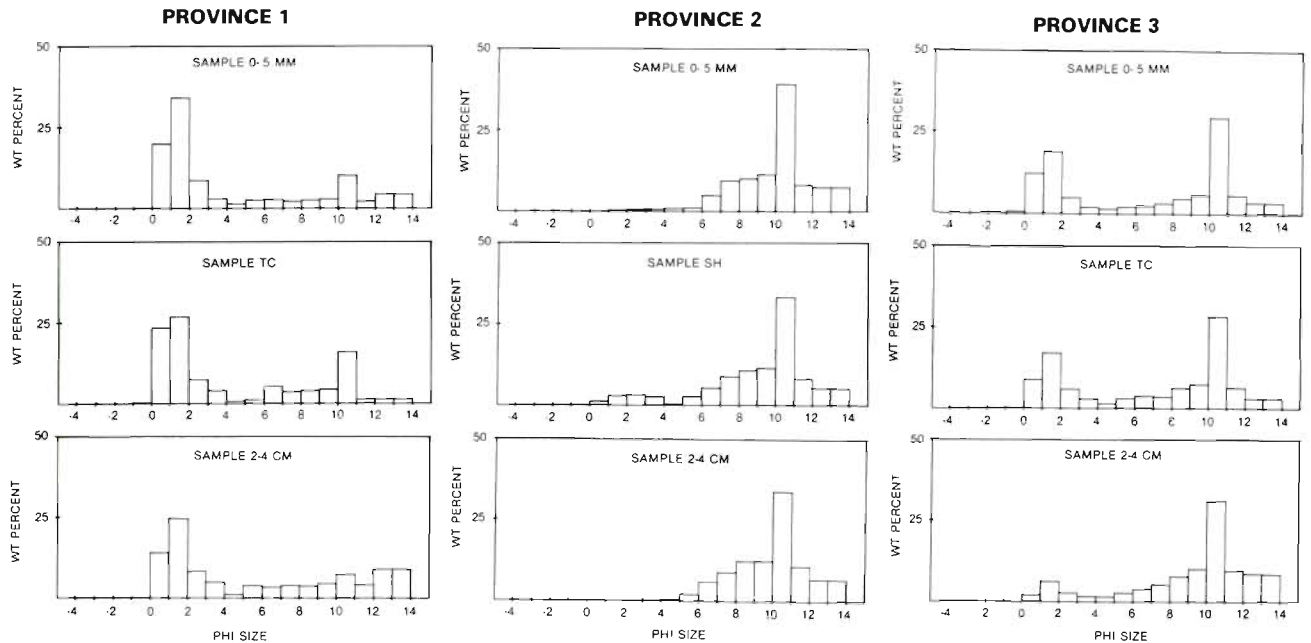 PROVINCE 1
50
SAMPLE 0-5 MM
WT PERCENT
25
-4 -2 0 2 4 6 8 10 12 14
50
SAMPLE TC
WT PERCENT
25
-4 -2 0 2 4 6 8 10 12 14
50
SAMPLE 2-4 CM
WT PERCENT
25
-4 -2 0 2 4 6 8 10 12 14
PHI SIZE
PROVINCE 2
50
SAMPLE 0-5 MM
WT PERCENT
25
-4 -2 0 2 4 6 8 10 12 14
50
SAMPLE SH
WT PERCENT
25
-4 -2 0 2 4 6 8 10 12 14
50
SAMPLE 2-4 CM
WT PERCENT
25
-4 -2 0 2 4 6 8 10 12 14
PHI SIZE
PROVINCE 3
50
SAMPLE 0-5 MM
WT PERCENT
25
-4 -2 0 2 4 6 8 10 12 14
50
SAMPLE TC
WT PERCENT
25
-4 -2 0 2 4 6 8 10 12 14
50
SAMPLE 2-4 CM
WT PERCENT
25
-4 -2 0 2 4 6 8 10 12 14
PHI SIZE